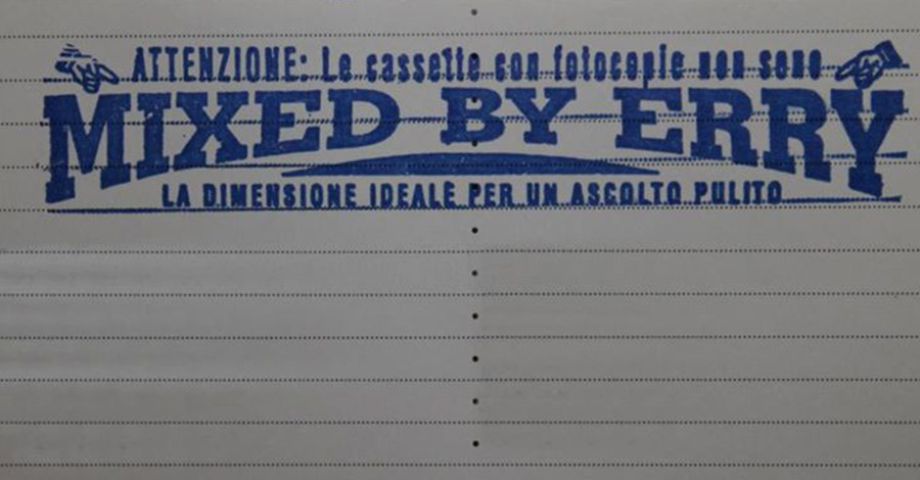 ATTENZIONE: Le cassette con fotocopie non sono
MIXED BY ERRY
LA DIMENSIONE IDEALE PER UN ASCOLTO PULITO